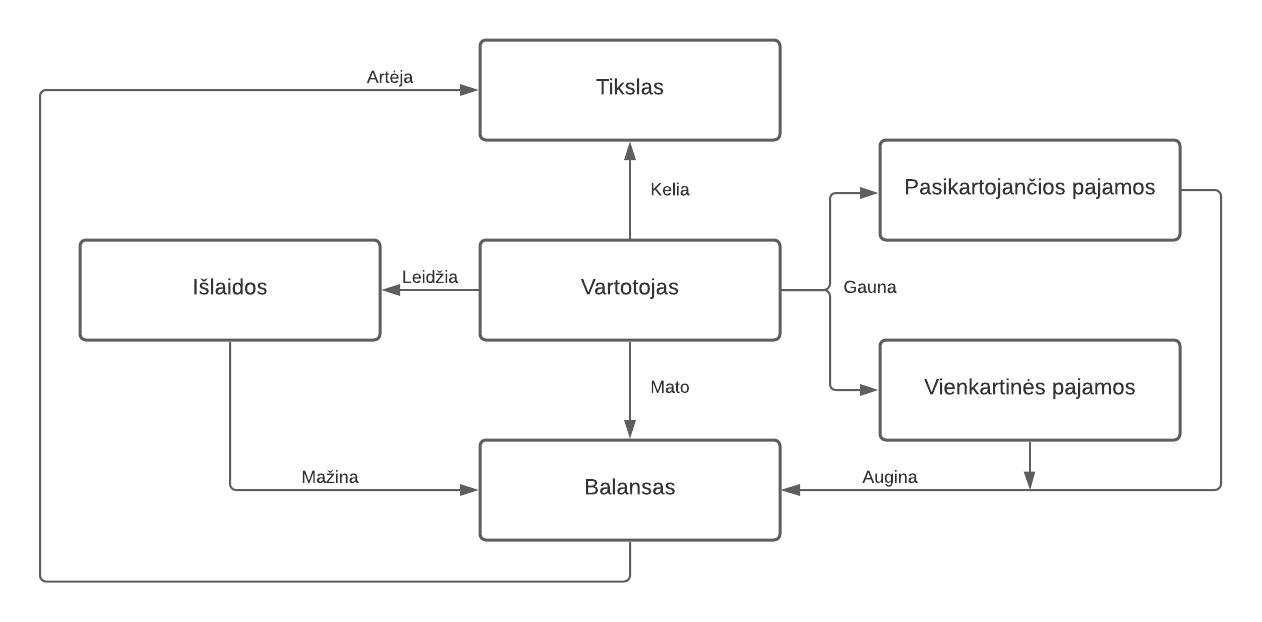 Artėja
Tikslas
Kelia
Pasikartojančios pajamos
Išlaidos
Leidžia
Vartotojas
Gauna
Mato
Vienkartinės pajamos
Mažina
Balansas
Augina